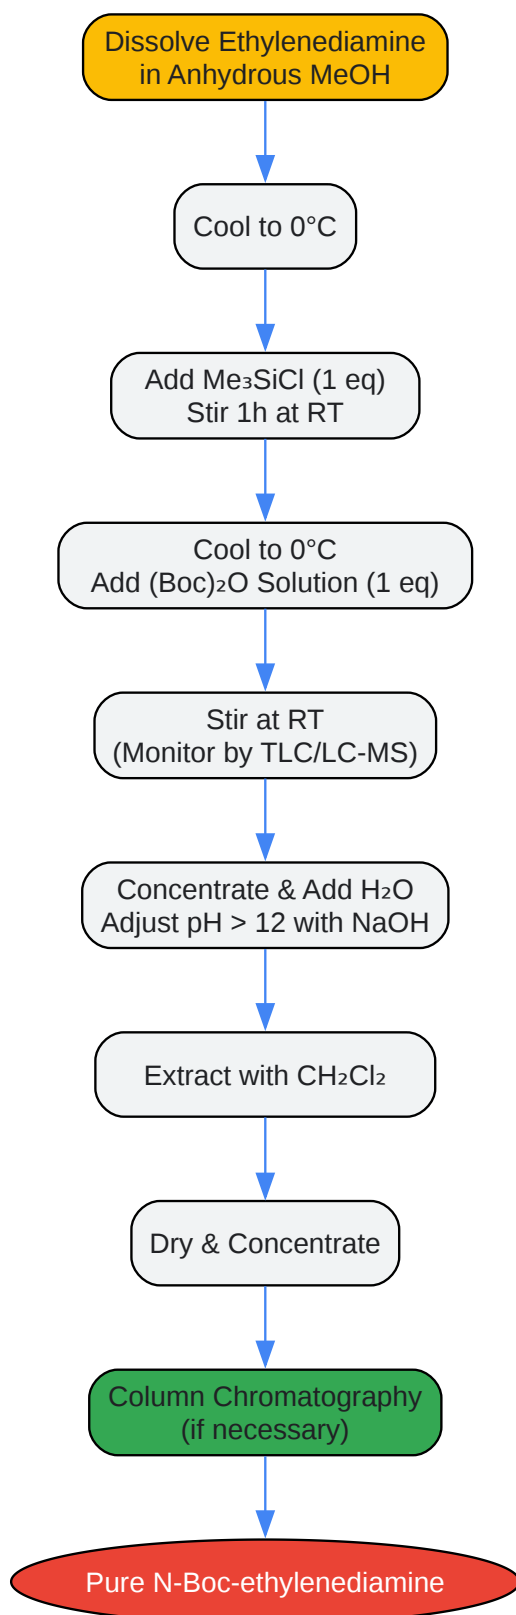 Dissolve Ethylenediamine
in Anhydrous MeOH
Cool to 0°C
Add Me₃SiCl (1 eq)
Stir 1h at RT
Cool to 0°C
Add (Boc)₂O Solution (1 eq)
Stir at RT
(Monitor by TLC/LC-MS)
Concentrate & Add H₂O
Adjust pH > 12 with NaOH
Extract with CH₂Cl₂
Dry & Concentrate
Column Chromatography
(if necessary)
Pure N-Boc-ethylenediamine